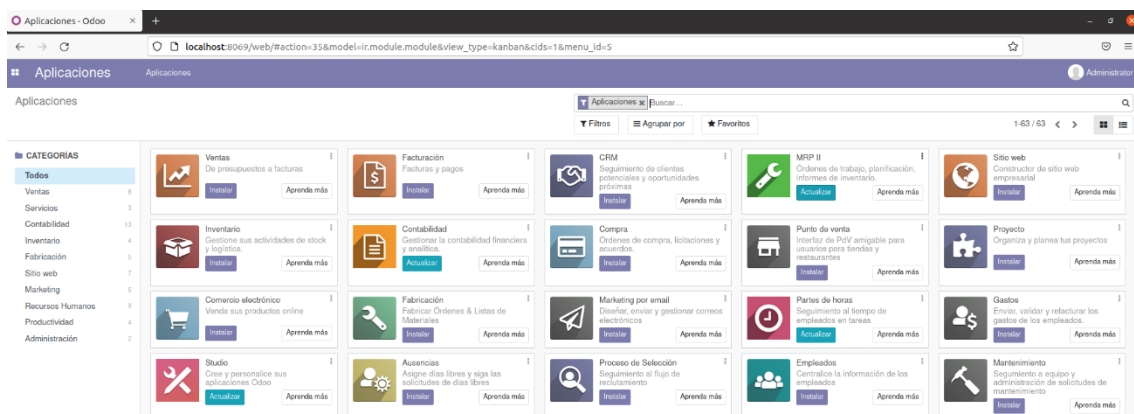 Aplicaciones - Odoo
localhost:8069/web/#action=35&model=ir.module.module&view_type=kanban&cids=1&menu_id=5
Aplicaciones
Aplicaciones
Administrator
Aplicaciones
Aplicaciones
Buscar...
Filtros
Agrupar por
Favoritos
1-63 / 63
CATEGORÍAS
Todos
Ventas 8
Servicios 3
Contabilidad 13
Inventario 4
Fabricación 5
Sitio web 7
Marketing 5
Recursos Humanos 9
Productividad 4
Administración 2
Ventas
De presupuestos a facturas
Instalar
Aprenda más
Facturación
Facturas y pagos
Instalar
Aprenda más
CRM
Seguimiento de clientes
potenciales y oportunidades
próximas
Instalar
Aprenda más
MRP II
Órdenes de trabajo, planificación,
informes de inventario.
Actualizar
Aprenda más
Sitio web
Constructor de sitio web
empresarial
Instalar
Aprenda más
Inventario
Gestione sus actividades de stock
y logística.
Instalar
Aprenda más
Contabilidad
Gestionar la contabilidad financiera
y analítica.
Actualizar
Aprenda más
Compra
Órdenes de compra, licitaciones y
acuerdos.
Instalar
Aprenda más
Punto de venta
Interfaz de PdV amigable para
usuarios para tiendas y
restaurantes
Instalar
Aprenda más
Proyecto
Organiza y planea tus proyectos
Instalar
Aprenda más
Comercio electrónico
Venda sus productos online
Instalar
Aprenda más
Fabricación
Fabricar Órdenes & Listas de
Materiales
Instalar
Aprenda más
Marketing por email
Diseñar, enviar y gestionar correos
electrónicos
Instalar
Aprenda más
Partes de horas
Seguimiento al tiempo de
empleados en tareas
Actualizar
Aprenda más
Gastos
Enviar, validar y refacturar los
gastos de los empleados.
Instalar
Aprenda más
Studio
Cree y personalice sus
aplicaciones Odoo
Actualizar
Aprenda más
Ausencias
Asigne días libres y siga las
solicitudes de días libres
Instalar
Aprenda más
Proceso de Selección
Seguimiento al flujo de
reclutamiento
Instalar
Aprenda más
Empleados
Centralice la información de los
empleados
Instalar
Aprenda más
Mantenimiento
Segumiento a equipo y
administración de solicitudes de
mantenimiento
Instalar
Aprenda más